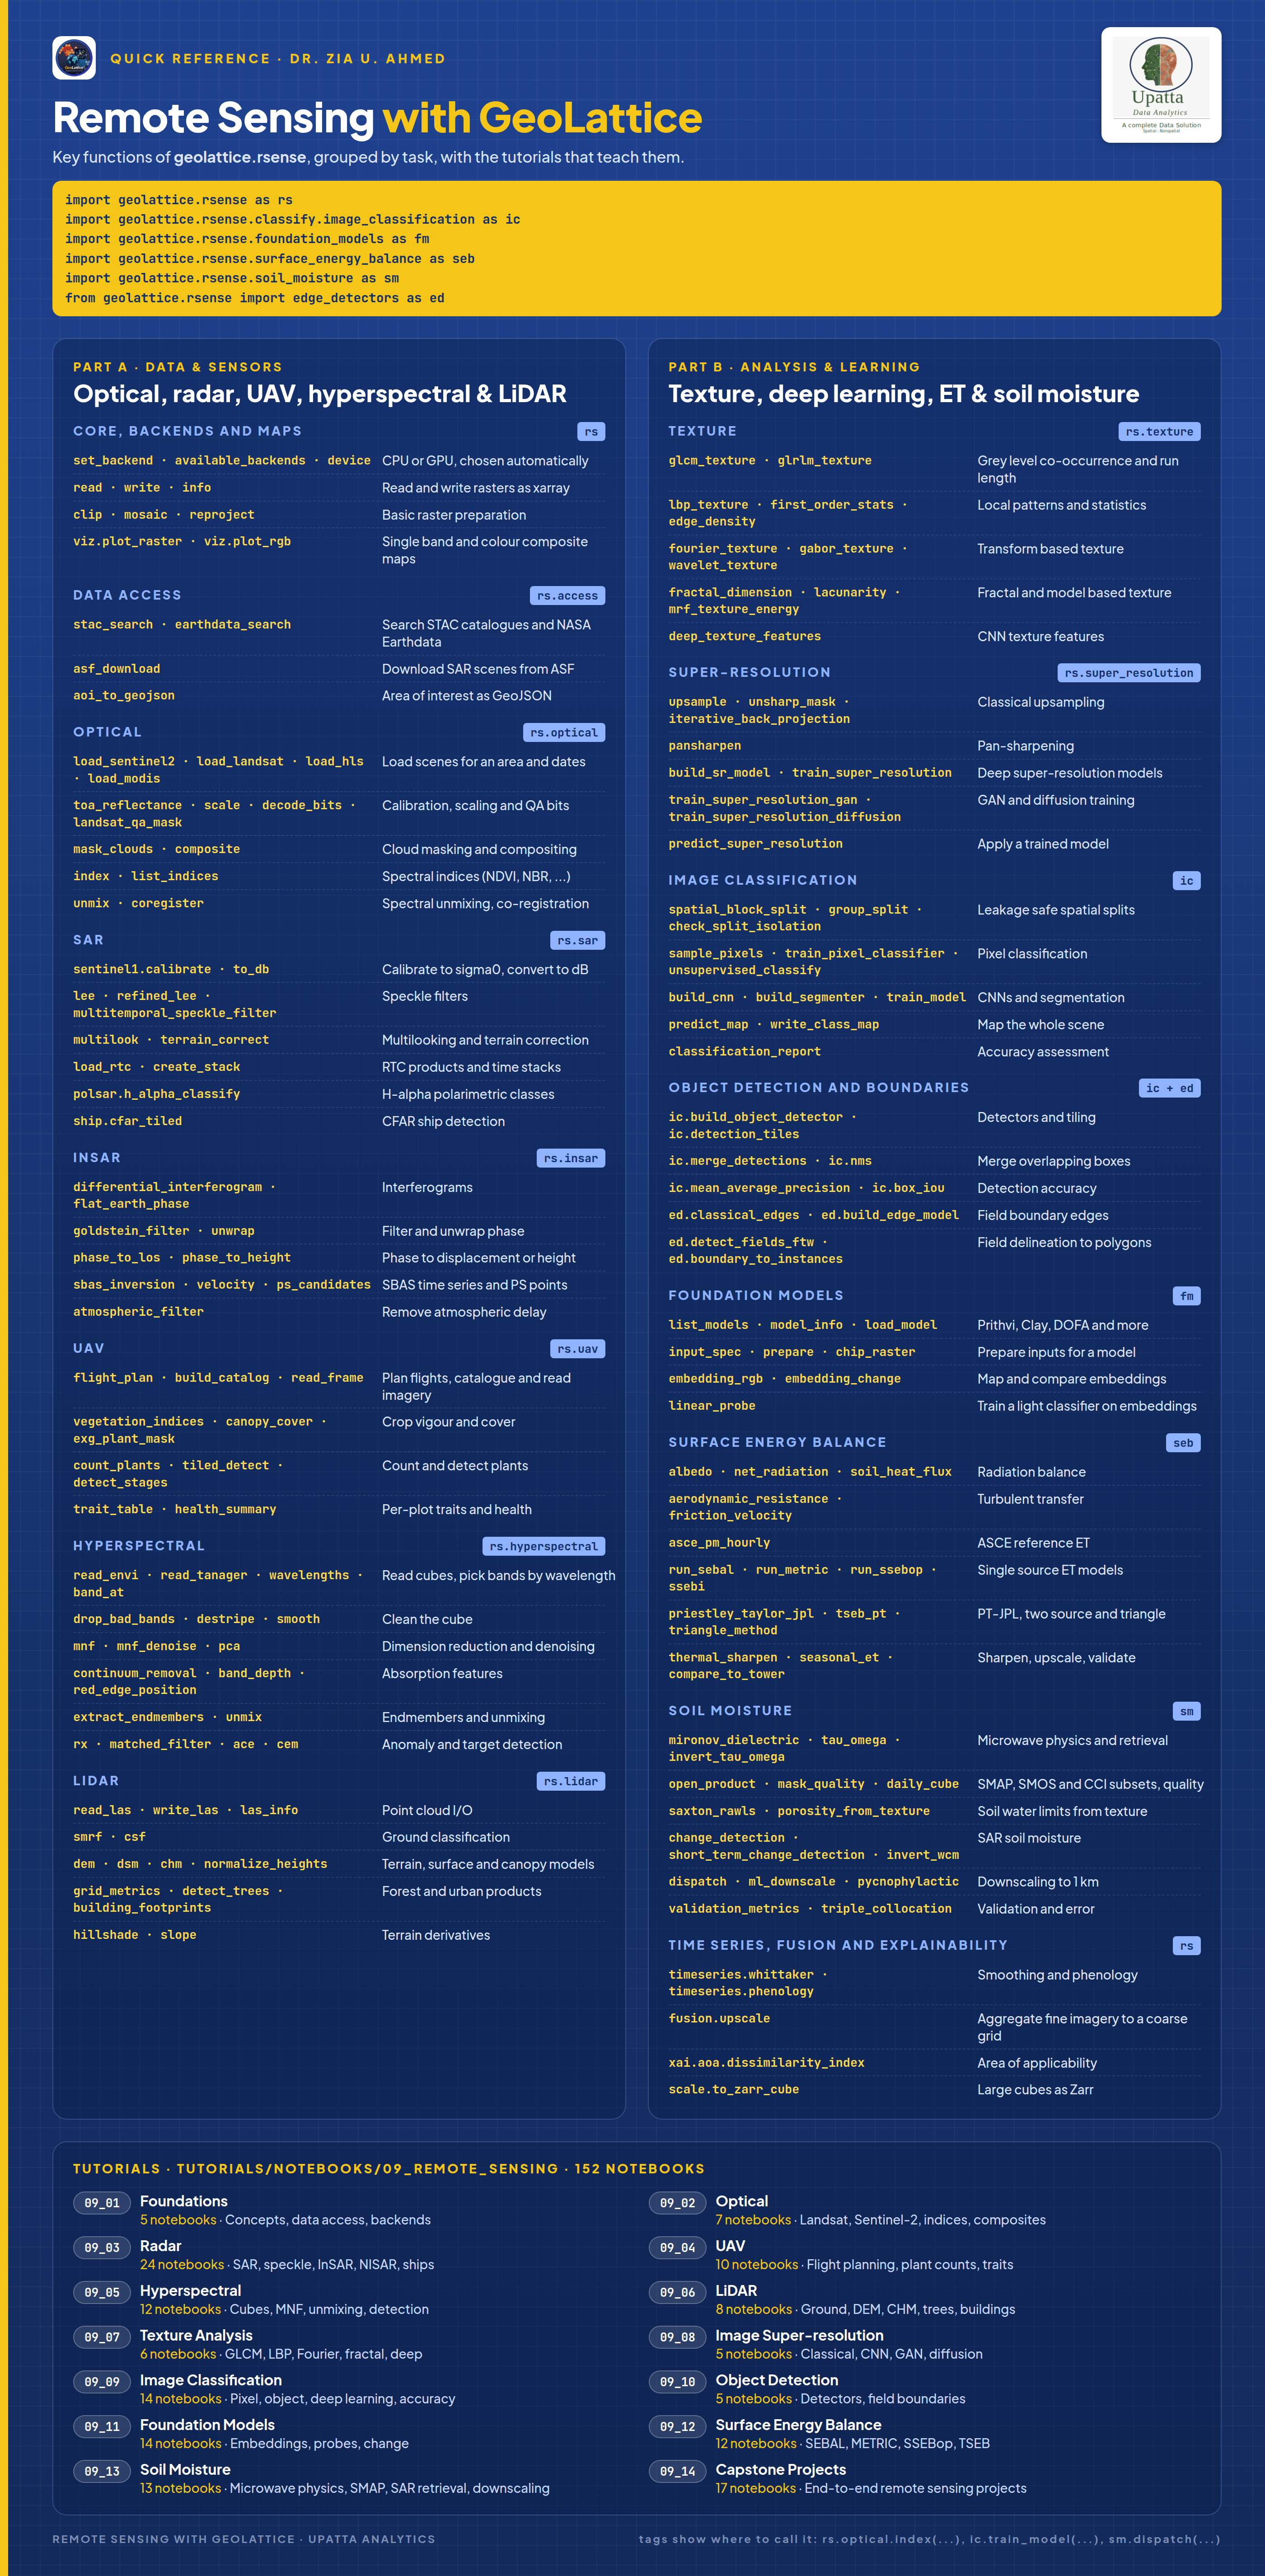 QUICK REFERENCE · DR. ZIA U. AHMED
Upatta
Data Analytics
A complete Data Solution
Spatial - Nonspatial
Remote Sensing with GeoLattice
Key functions of geolattice.rsense, grouped by task, with the tutorials that teach them.
import geolattice.rsense as rs
import geolattice.rsense.classify.image_classification as ic
import geolattice.rsense.foundation_models as fm
import geolattice.rsense.surface_energy_balance as seb
import geolattice.rsense.soil_moisture as sm
from geolattice.rsense import edge_detectors as ed
PART A · DATA & SENSORS
Optical, radar, UAV, hyperspectral & LiDAR
CORE, BACKENDS AND MAPS rs
set_backend · available_backends · device CPU or GPU, chosen automatically
read · write · info Read and write rasters as xarray
clip · mosaic · reproject Basic raster preparation
viz.plot_raster · viz.plot_rgb Single band and colour composite
maps
DATA ACCESS rs.access
stac_search · earthdata_search Search STAC catalogues and NASA
Earthdata
asf_download Download SAR scenes from ASF
aoi_to_geojson Area of interest as GeoJSON
OPTICAL rs.optical
load_sentinel2 · load_landsat · load_hls Load scenes for an area and dates
· load_modis
toa_reflectance · scale · decode_bits · Calibration, scaling and QA bits
landsat_qa_mask
mask_clouds · composite Cloud masking and compositing
index · list_indices Spectral indices (NDVI, NBR, ...)
unmix · coregister Spectral unmixing, co-registration
SAR rs.sar
sentinel1.calibrate · to_db Calibrate to sigma0, convert to dB
lee · refined_lee · Speckle filters
multitemporal_speckle_filter
multilook · terrain_correct Multilooking and terrain correction
load_rtc · create_stack RTC products and time stacks
polsar.h_alpha_classify H-alpha polarimetric classes
ship.cfar_tiled CFAR ship detection
INSAR rs.insar
differential_interferogram · Interferograms
flat_earth_phase
goldstein_filter · unwrap Filter and unwrap phase
phase_to_los · phase_to_height Phase to displacement or height
sbas_inversion · velocity · ps_candidates SBAS time series and PS points
atmospheric_filter Remove atmospheric delay
UAV rs.uav
flight_plan · build_catalog · read_frame Plan flights, catalogue and read
imagery
vegetation_indices · canopy_cover · Crop vigour and cover
exg_plant_mask
count_plants · tiled_detect · Count and detect plants
detect_stages
trait_table · health_summary Per-plot traits and health
HYPERSPECTRAL rs.hyperspectral
read_envi · read_tanager · wavelengths · Read cubes, pick bands by wavelength
band_at
drop_bad_bands · destripe · smooth Clean the cube
mnf · mnf_denoise · pca Dimension reduction and denoising
continuum_removal · band_depth · Absorption features
red_edge_position
extract_endmembers · unmix Endmembers and unmixing
rx · matched_filter · ace · cem Anomaly and target detection
LIDAR rs.lidar
read_las · write_las · las_info Point cloud I/O
smrf · csf Ground classification
dem · dsm · chm · normalize_heights Terrain, surface and canopy models
grid_metrics · detect_trees · Forest and urban products
building_footprints
hillshade · slope Terrain derivatives
PART B · ANALYSIS & LEARNING
Texture, deep learning, ET & soil moisture
TEXTURE rs.texture
glcm_texture · glrlm_texture Grey level co-occurrence and run
length
lbp_texture · first_order_stats · Local patterns and statistics
edge_density
fourier_texture · gabor_texture · Transform based texture
wavelet_texture
fractal_dimension · lacunarity · Fractal and model based texture
mrf_texture_energy
deep_texture_features CNN texture features
SUPER-RESOLUTION rs.super_resolution
upsample · unsharp_mask · Classical upsampling
iterative_back_projection
pansharpen Pan-sharpening
build_sr_model · train_super_resolution Deep super-resolution models
train_super_resolution_gan · GAN and diffusion training
train_super_resolution_diffusion
predict_super_resolution Apply a trained model
IMAGE CLASSIFICATION ic
spatial_block_split · group_split · Leakage safe spatial splits
check_split_isolation
sample_pixels · train_pixel_classifier · Pixel classification
unsupervised_classify
build_cnn · build_segmenter · train_model CNNs and segmentation
predict_map · write_class_map Map the whole scene
classification_report Accuracy assessment
OBJECT DETECTION AND BOUNDARIES ic + ed
ic.build_object_detector · Detectors and tiling
ic.detection_tiles
ic.merge_detections · ic.nms Merge overlapping boxes
ic.mean_average_precision · ic.box_iou Detection accuracy
ed.classical_edges · ed.build_edge_model Field boundary edges
ed.detect_fields_ftw · Field delineation to polygons
ed.boundary_to_instances
FOUNDATION MODELS fm
list_models · model_info · load_model Prithvi, Clay, DOFA and more
input_spec · prepare · chip_raster Prepare inputs for a model
embedding_rgb · embedding_change Map and compare embeddings
linear_probe Train a light classifier on embeddings
SURFACE ENERGY BALANCE seb
albedo · net_radiation · soil_heat_flux Radiation balance
aerodynamic_resistance · Turbulent transfer
friction_velocity
asce_pm_hourly ASCE reference ET
run_sebal · run_metric · run_ssebop · Single source ET models
ssebi
priestley_taylor_jpl · tseb_pt · PT-JPL, two source and triangle
triangle_method
thermal_sharpen · seasonal_et · Sharpen, upscale, validate
compare_to_tower
SOIL MOISTURE sm
mironov_dielectric · tau_omega · Microwave physics and retrieval
invert_tau_omega
open_product · mask_quality · daily_cube SMAP, SMOS and CCI subsets, quality
saxton_rawls · porosity_from_texture Soil water limits from texture
change_detection · SAR soil moisture
short_term_change_detection · invert_wcm
dispatch · ml_downscale · pycnophylactic Downscaling to 1 km
validation_metrics · triple_collocation Validation and error
TIME SERIES, FUSION AND EXPLAINABILITY rs
timeseries.whittaker · Smoothing and phenology
timeseries.phenology
fusion.upscale Aggregate fine imagery to a coarse
grid
xai.aoa.dissimilarity_index Area of applicability
scale.to_zarr_cube Large cubes as Zarr
TUTORIALS · TUTORIALS/NOTEBOOKS/09_REMOTE_SENSING · 152 NOTEBOOKS
09_01 Foundations
5 notebooks · Concepts, data access, backends
09_02 Optical
7 notebooks · Landsat, Sentinel-2, indices, composites
09_03 Radar
24 notebooks · SAR, speckle, InSAR, NISAR, ships
09_04 UAV
10 notebooks · Flight planning, plant counts, traits
09_05 Hyperspectral
12 notebooks · Cubes, MNF, unmixing, detection
09_06 LiDAR
8 notebooks · Ground, DEM, CHM, trees, buildings
09_07 Texture Analysis
6 notebooks · GLCM, LBP, Fourier, fractal, deep
09_08 Image Super-resolution
5 notebooks · Classical, CNN, GAN, diffusion
09_09 Image Classification
14 notebooks · Pixel, object, deep learning, accuracy
09_10 Object Detection
5 notebooks · Detectors, field boundaries
09_11 Foundation Models
14 notebooks · Embeddings, probes, change
09_12 Surface Energy Balance
12 notebooks · SEBAL, METRIC, SSEBop, TSEB
09_13 Soil Moisture
13 notebooks · Microwave physics, SMAP, SAR retrieval, downscaling
09_14 Capstone Projects
17 notebooks · End-to-end remote sensing projects
REMOTE SENSING WITH GEOLATTICE · UPATTA ANALYTICS
tags show where to call it: rs.optical.index(...), ic.train_model(...), sm.dispatch(...)